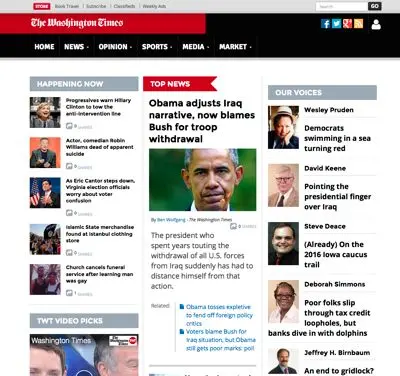 STORE
Book Travel
Subscribe
Classifieds
Weekly Ads
Search
GO
The Washington Times
HOME
NEWS
OPINION
SPORTS
MEDIA
MARKET
HAPPENING NOW
Progressives warn Hillary
Clinton to tow the
anti-intervention line
0 SHARES
Actor, comedian Robin
Williams dead of apparent
suicide
0 SHARES
As Eric Cantor steps down,
Virginia election officials
worry about voter
confusion
SHARES
Islamic State merchandise
found at Istanbul clothing
store
0 SHARES
Church cancels funeral
service after learning man
was gay
1 SHARES
TWT VIDEO PICKS
Washington Times
The Washington Times
TOP NEWS
Obama adjusts Iraq
narrative, now blames
Bush for troop
withdrawal
By Ben Wolfgang - The Washington Times
0 SHARES
The president who
spent years touting the
withdrawal of all U.S. forces
from Iraq suddenly has had to
distance himself from that
action.
Related:
Obama tosses expletive
to fend off foreign policy
critics
Voters blame Bush for
Iraq situation, but Obama
still gets poor marks: poll
OUR VOICES
Wesley Pruden
Democrats
swimming in a sea
turning red
David Keene
Pointing the
presidential finger
over Iraq
Steve Deace
(Already) On the
2016 Iowa caucus
trail
Deborah Simmons
Poor folks slip
through tax credit
loopholes, but
banks dive in with dolphins
Jeffrey H. Birnbaum
An end to gridlock?